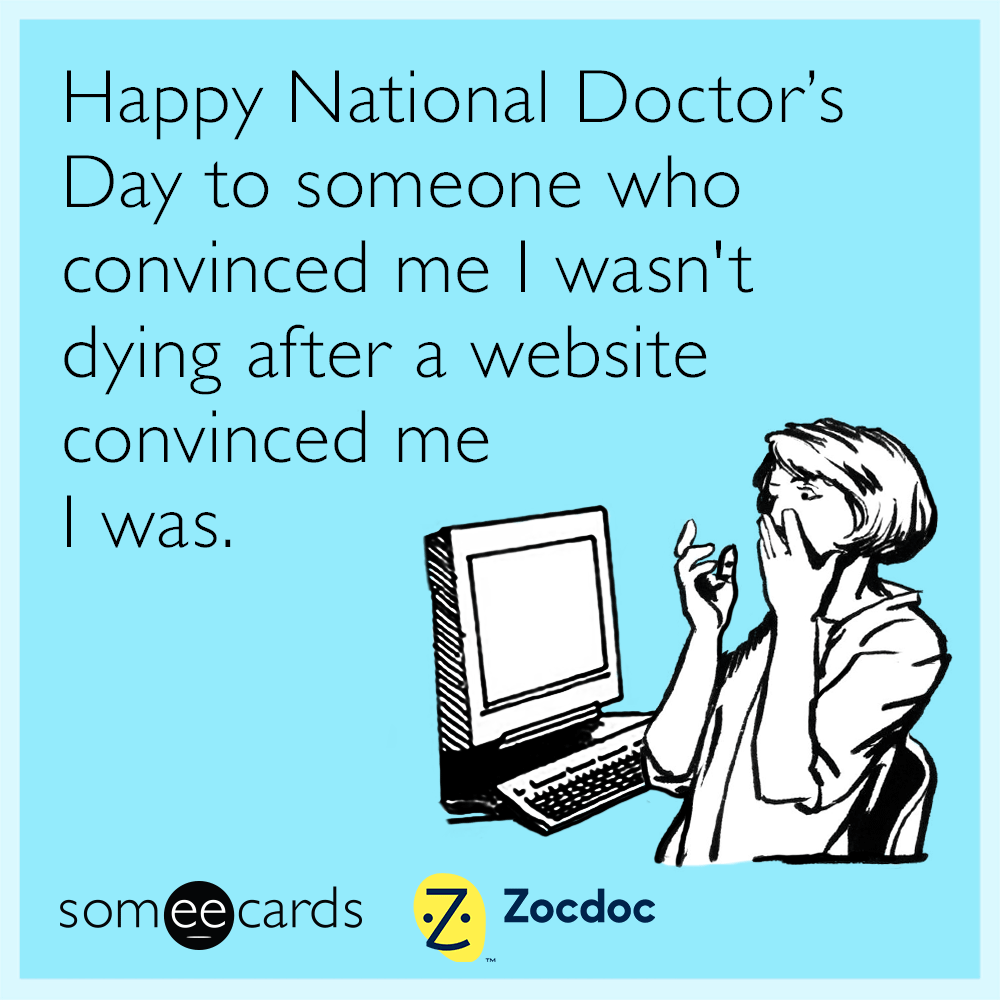 Happy National Doctor’s
Day to someone who
convinced me I wasn't
dying after a website
convinced me
I was.
someecards
Z Zocdoc
™